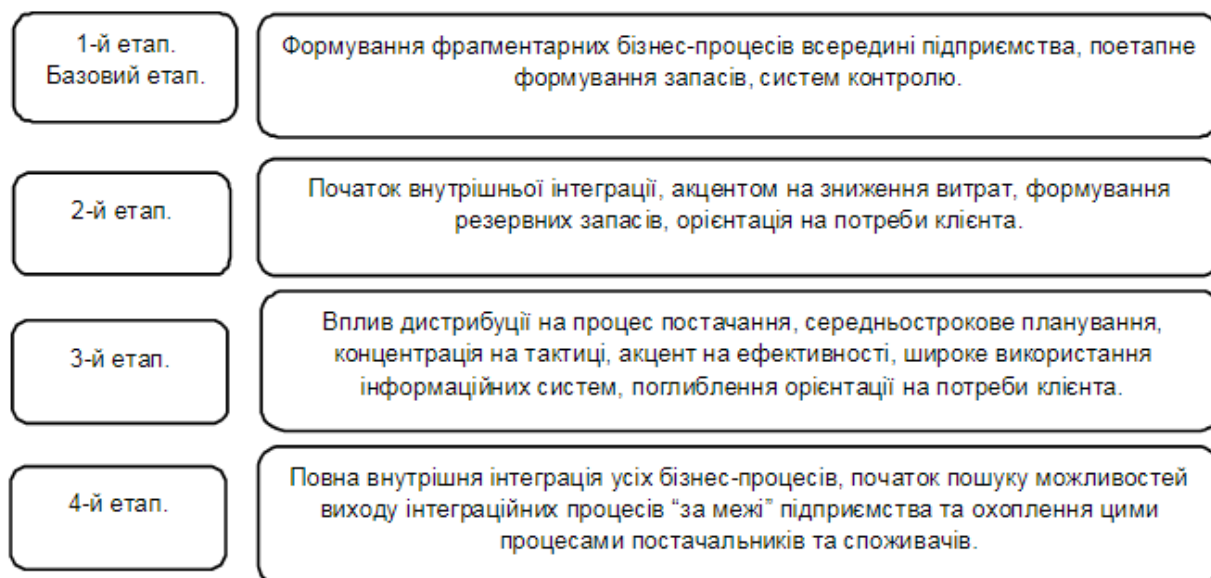 1-й етап.
Базовий етап.
Формування фрагментарних бізнес-процесів всередині підприємства, поетапне
формування запасів, систем контролю.
2-й етап.
Початок внутрішньої інтеграції, акцентом на зниження витрат, формування
резервних запасів, орієнтація на потреби клієнта.
3-й етап.
Вплив дистрибуції на процес постачання, середньострокове планування,
концентрація на тактиці, акцент на ефективності, широке використання
інформаційних систем, поглиблення орієнтації на потреби клієнта.
4-й етап.
Повна внутрішня інтеграція усіх бізнес-процесів, початок пошуку можливостей
виходу інтеграційних процесів “за межі” підприємства та охоплення цими
процесами постачальників та споживачів.